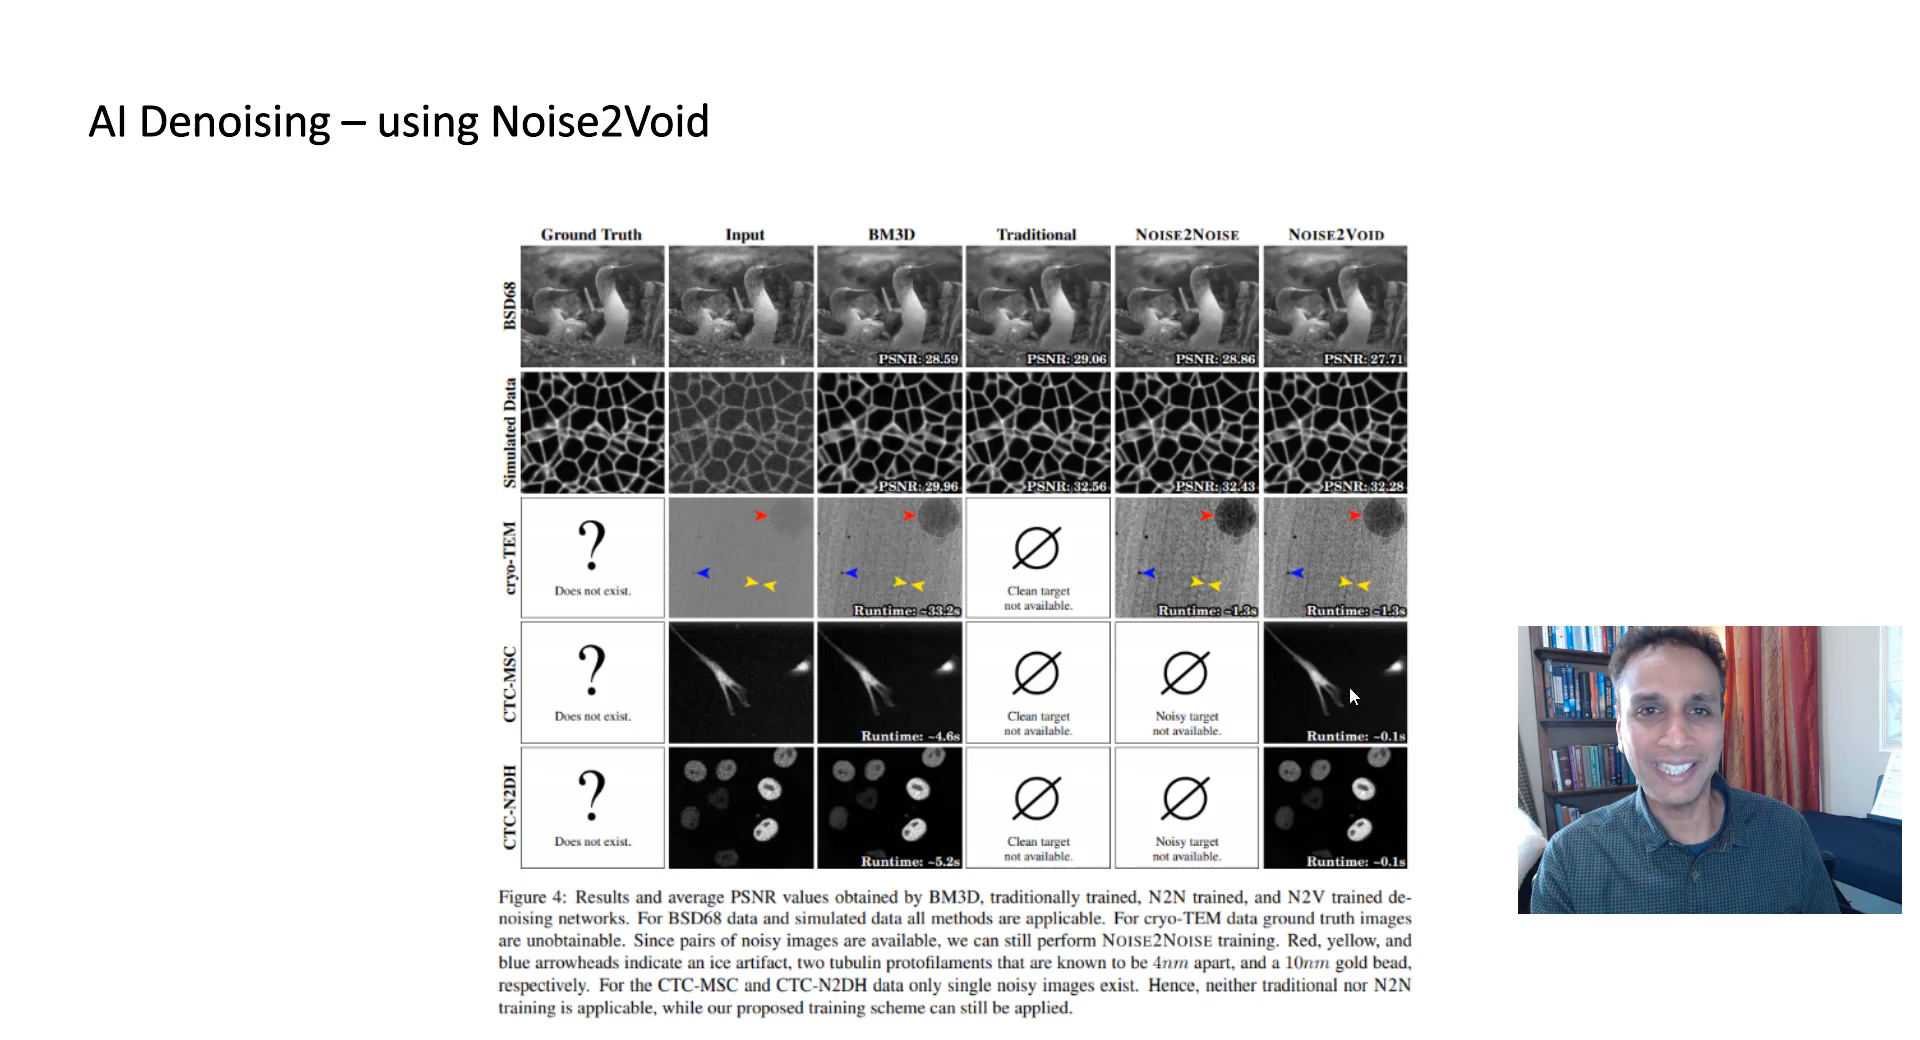 AI Denoising – using Noise2Void
Ground Truth Input BM3D Traditional NOISE2NOISE NOISE2VOID
BSD68
PSNR: 28.59 PSNR: 29.06 PSNR: 28.86 PSNR: 27.71
Simulated Data
PSNR: 29.96 PSNR: 32.56 PSNR: 32.43 PSNR: 32.28
cryo-TEM
?
Does not exist.
Runtime: ~33.2s
Ø
Clean target
not available.
Runtime: ~1.3s
Runtime: ~1.3s
CTC-MSC
?
Does not exist.
Runtime: ~4.6s
Ø
Clean target
not available.
Ø
Noisy target
not available.
Runtime: ~0.1s
CTC-N2DH
?
Does not exist.
Runtime: ~5.2s
Ø
Clean target
not available.
Ø
Noisy target
not available.
Runtime: ~0.1s
Figure 4: Results and average PSNR values obtained by BM3D, traditionally trained, N2N trained, and N2V trained de-
noising networks. For BSD68 data and simulated data all methods are applicable. For cryo-TEM data ground truth images
are unobtainable. Since pairs of noisy images are available, we can still perform NOISE2NOISE training. Red, yellow, and
blue arrowheads indicate an ice artifact, two tubulin protofilaments that are known to be 4nm apart, and a 10nm gold bead,
respectively. For the CTC-MSC and CTC-N2DH data only single noisy images exist. Hence, neither traditional nor N2N
training is applicable, while our proposed training scheme can still be applied.